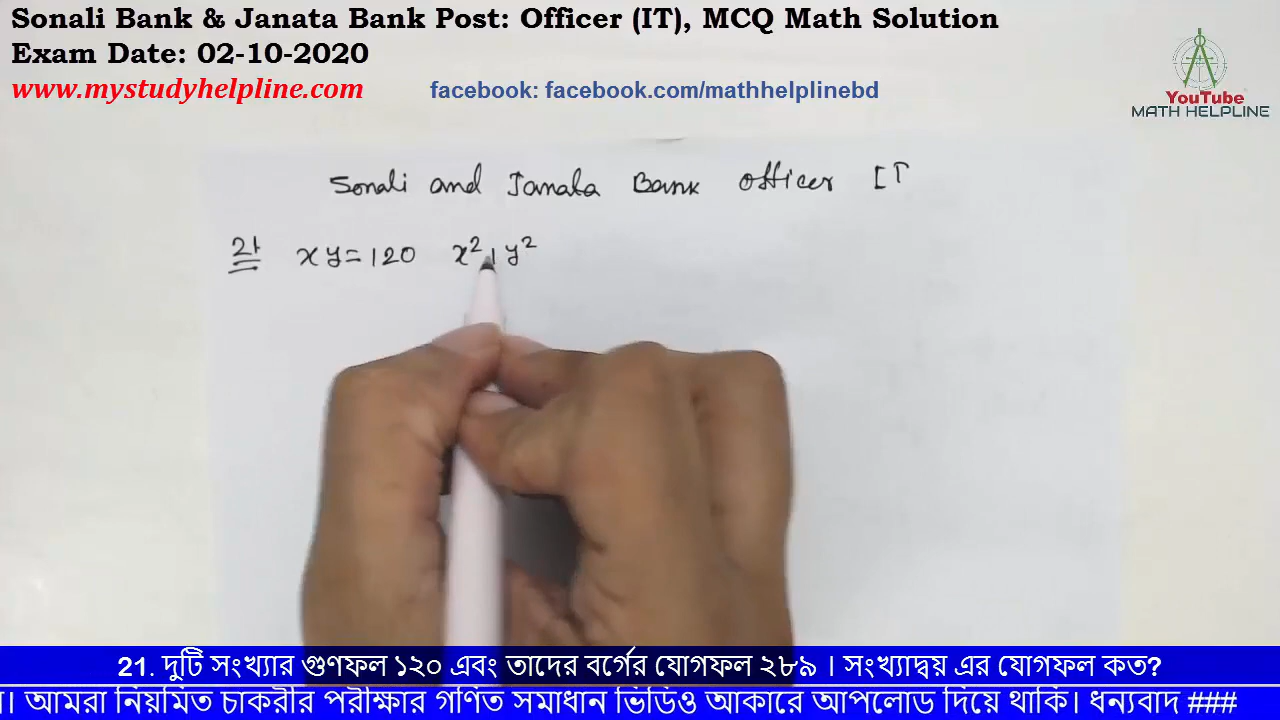 Sonali Bank & Janata Bank Post: Officer (IT), MCQ Math Solution
Exam Date: 02-10-2020
www.mystudyhelpline.com facebook: facebook.com/mathhelplinebd
YouTube
MATH HELPLINE
Sonali and Janata Bank Officer IT
21 xy=120 x² y²
21. দুটি সংখ্যার গুণফল ১২০ এবং তাদের বর্গের যোগফল ২৮৯ । সংখ্যাদ্বয় এর যোগফল কত?
। আমরা নিয়মিত চাকরীর পরীক্ষার গণিত সমাধান ভিডিও আকারে আপলোড দিয়ে থাকি। ধন্যবাদ ###